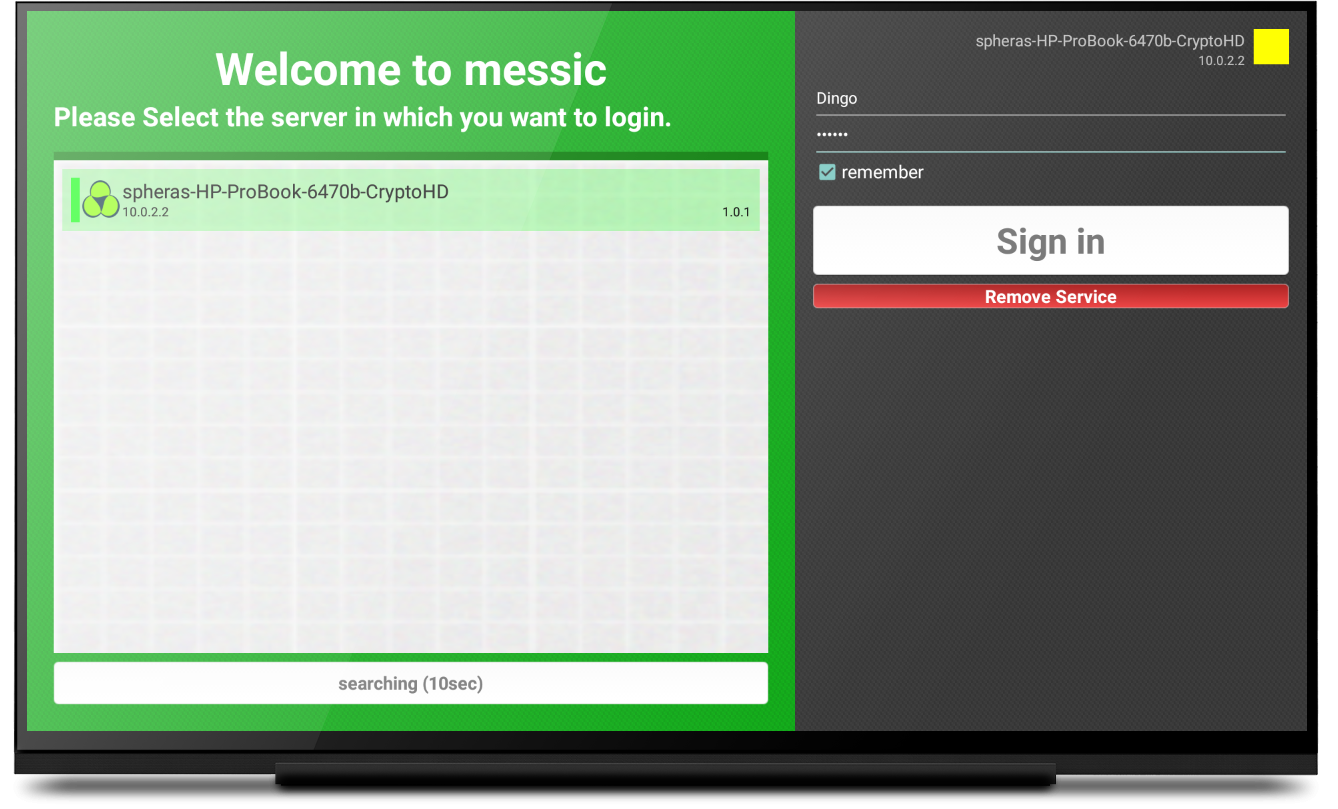 Welcome to messic
Please Select the server in which you want to login.
spheras-HP-ProBook-6470b-CryptoHD
10.0.2.2
1.0.1
searching (10sec)
spheras-HP-ProBook-6470b-CryptoHD
10.0.2.2
Dingo
••••••
remember
Sign in
Remove Service